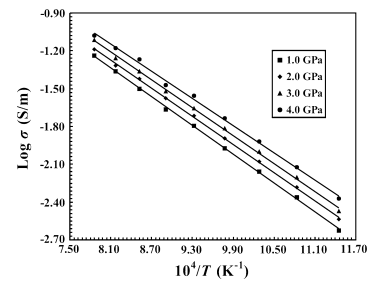 -0.90
-1.20
-1.50
-1.80
-2.10
-2.40
-2.70
Log σ (S/m)
1.0 GPa
2.0 GPa
3.0 GPa
4.0 GPa
7.50 8.10 8.70 9.30 9.90 10.50 11.10 11.70
10⁴/T (K⁻¹)